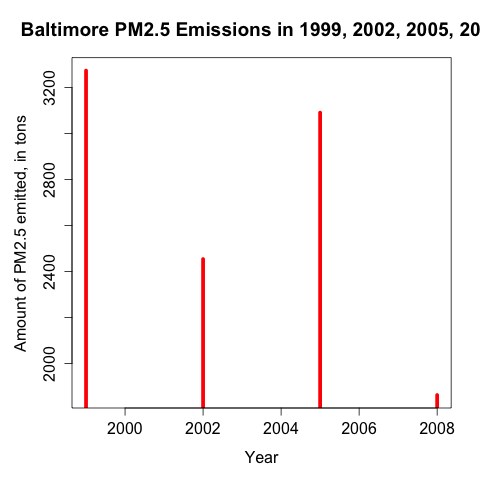 Baltimore PM2.5 Emissions in 1999, 2002, 2005, 20
Amount of PM2.5 emitted, in tons
3200
2800
2400
2000
2000 2002 2004 2006 2008
Year